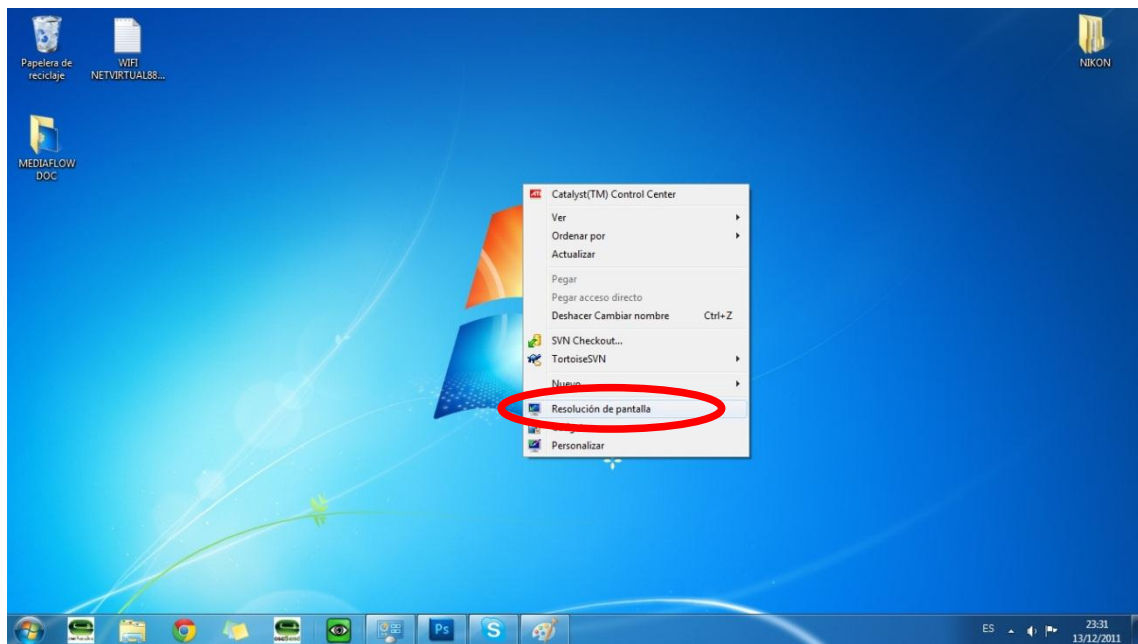 Papelera de
reciclaje
WIFI
NETVIRTUAL88...
NIKON
MEDIAFLOW
DOC
Catalyst(TM) Control Center
Ver
Ordenar por
Actualizar
Pegar
Pegar acceso directo
Deshacer Cambiar nombre Ctrl+Z
SVN Checkout...
TortoiseSVN
Nuevo
Resolución de pantalla
Personalizar
Ps
ES
23:31
13/12/2011